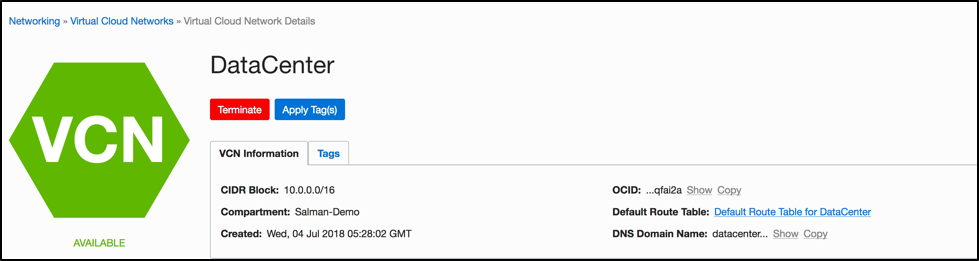 Networking » Virtual Cloud Networks » Virtual Cloud Network Details
VCN
AVAILABLE
DataCenter
Terminate Apply Tag(s)
VCN Information Tags
CIDR Block: 10.0.0.0/16
Compartment: Salman-Demo
Created: Wed, 04 Jul 2018 05:28:02 GMT
OCID: ...qfai2a Show Copy
Default Route Table: Default Route Table for DataCenter
DNS Domain Name: datacenter... Show Copy